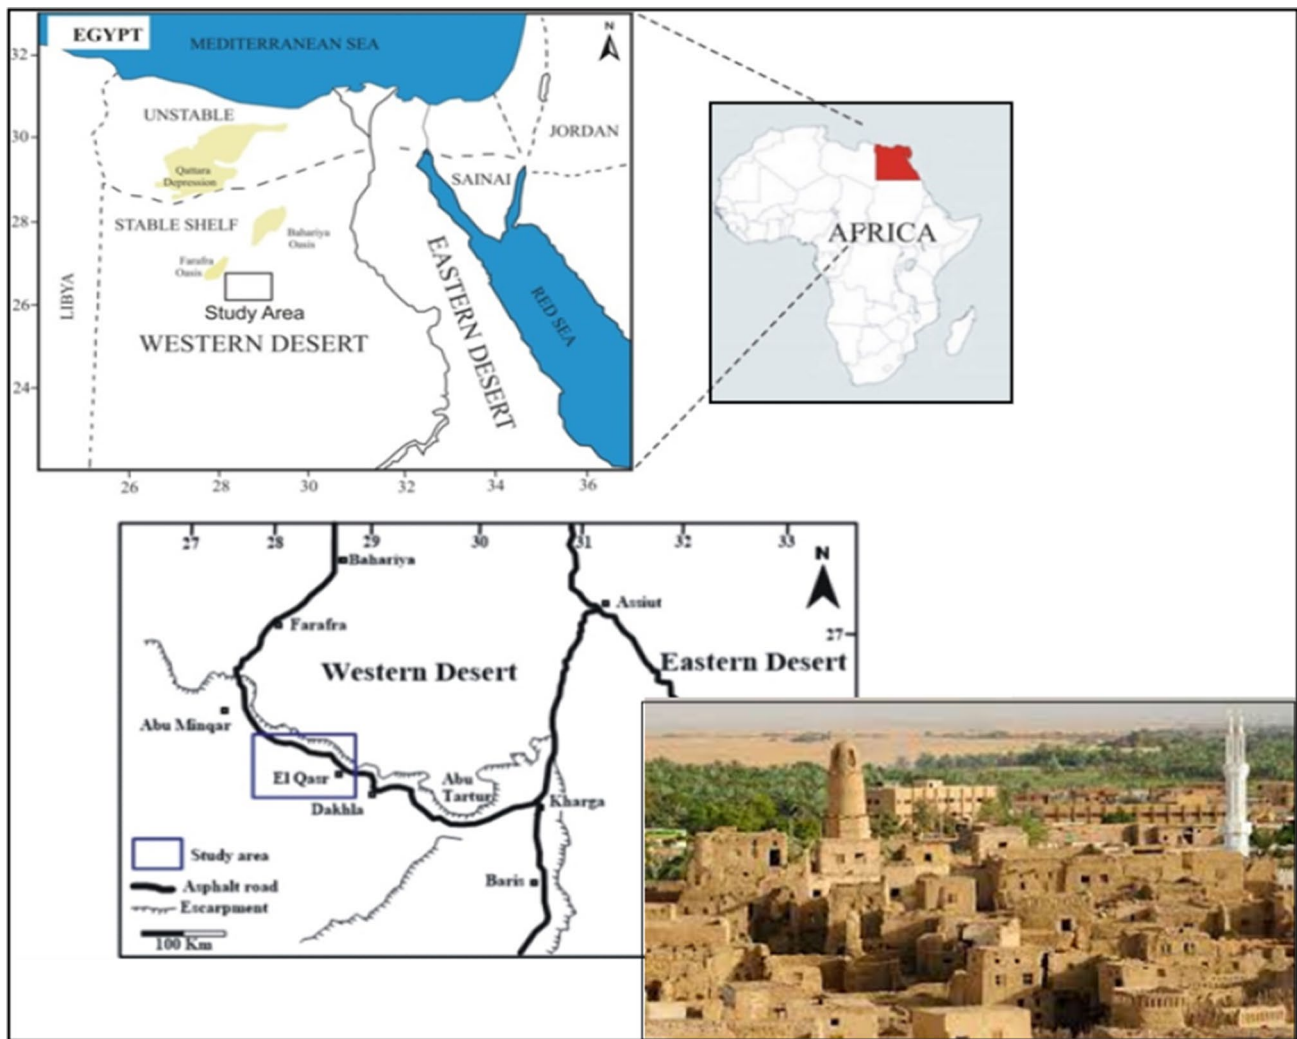 EGYPT
MEDITERRANEAN SEA
N
32
UNSTABLE
JORDAN
30
Qattara
Depression
SAINAI
28
STABLE SHELF
Bahariya
Oasis
Farafra
Oasis
LIBYA
26
Study Area
EASTERN DESERT
RED SEA
WESTERN DESERT
24
26 28 30 32 34 36
AFRICA
27 28 29 30 31 32 33
Bahariya
N
Assiut
Farafra
27
Western Desert
Eastern Desert
Abu Minqar
El Qasr
Abu
Tartur
Dakhla
Kharga
Study area
Baris
Asphalt road
Escarpment
100 Km